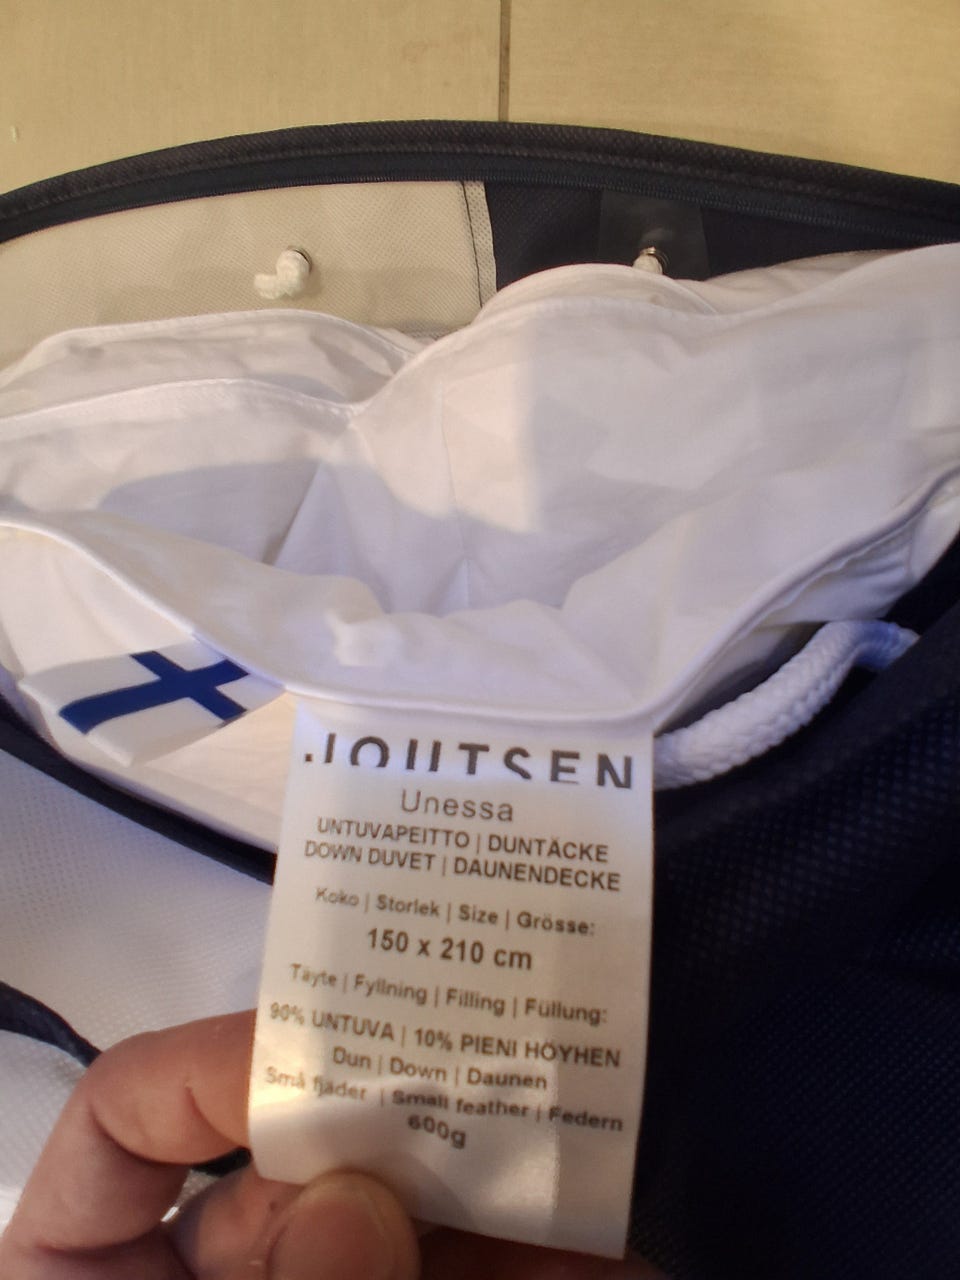 JOUTSEN
Unessa
UNTUVAPEITTO | DUNTÄCKE
DOWN DUVET | DAUNENDECKE
Koko | Storlek | Size | Grösse:
150 x 210 cm
Täyte | Fyllning | Filling | Füllung:
90% UNTUVA | 10% PIENI HÖYHEN
Dun | Down | Daunen
Små fjäder | Small feather | Federn
600g